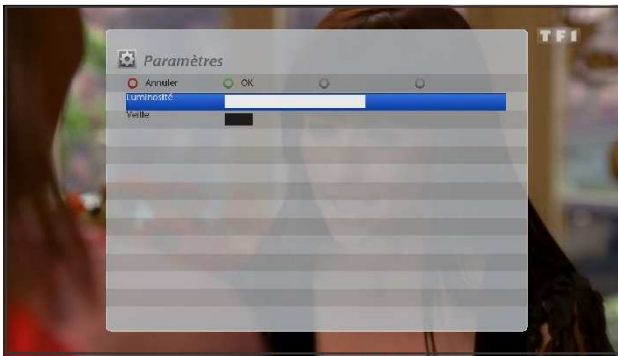 TF1
Paramètres
Annuler OK
Luminosité
Veille